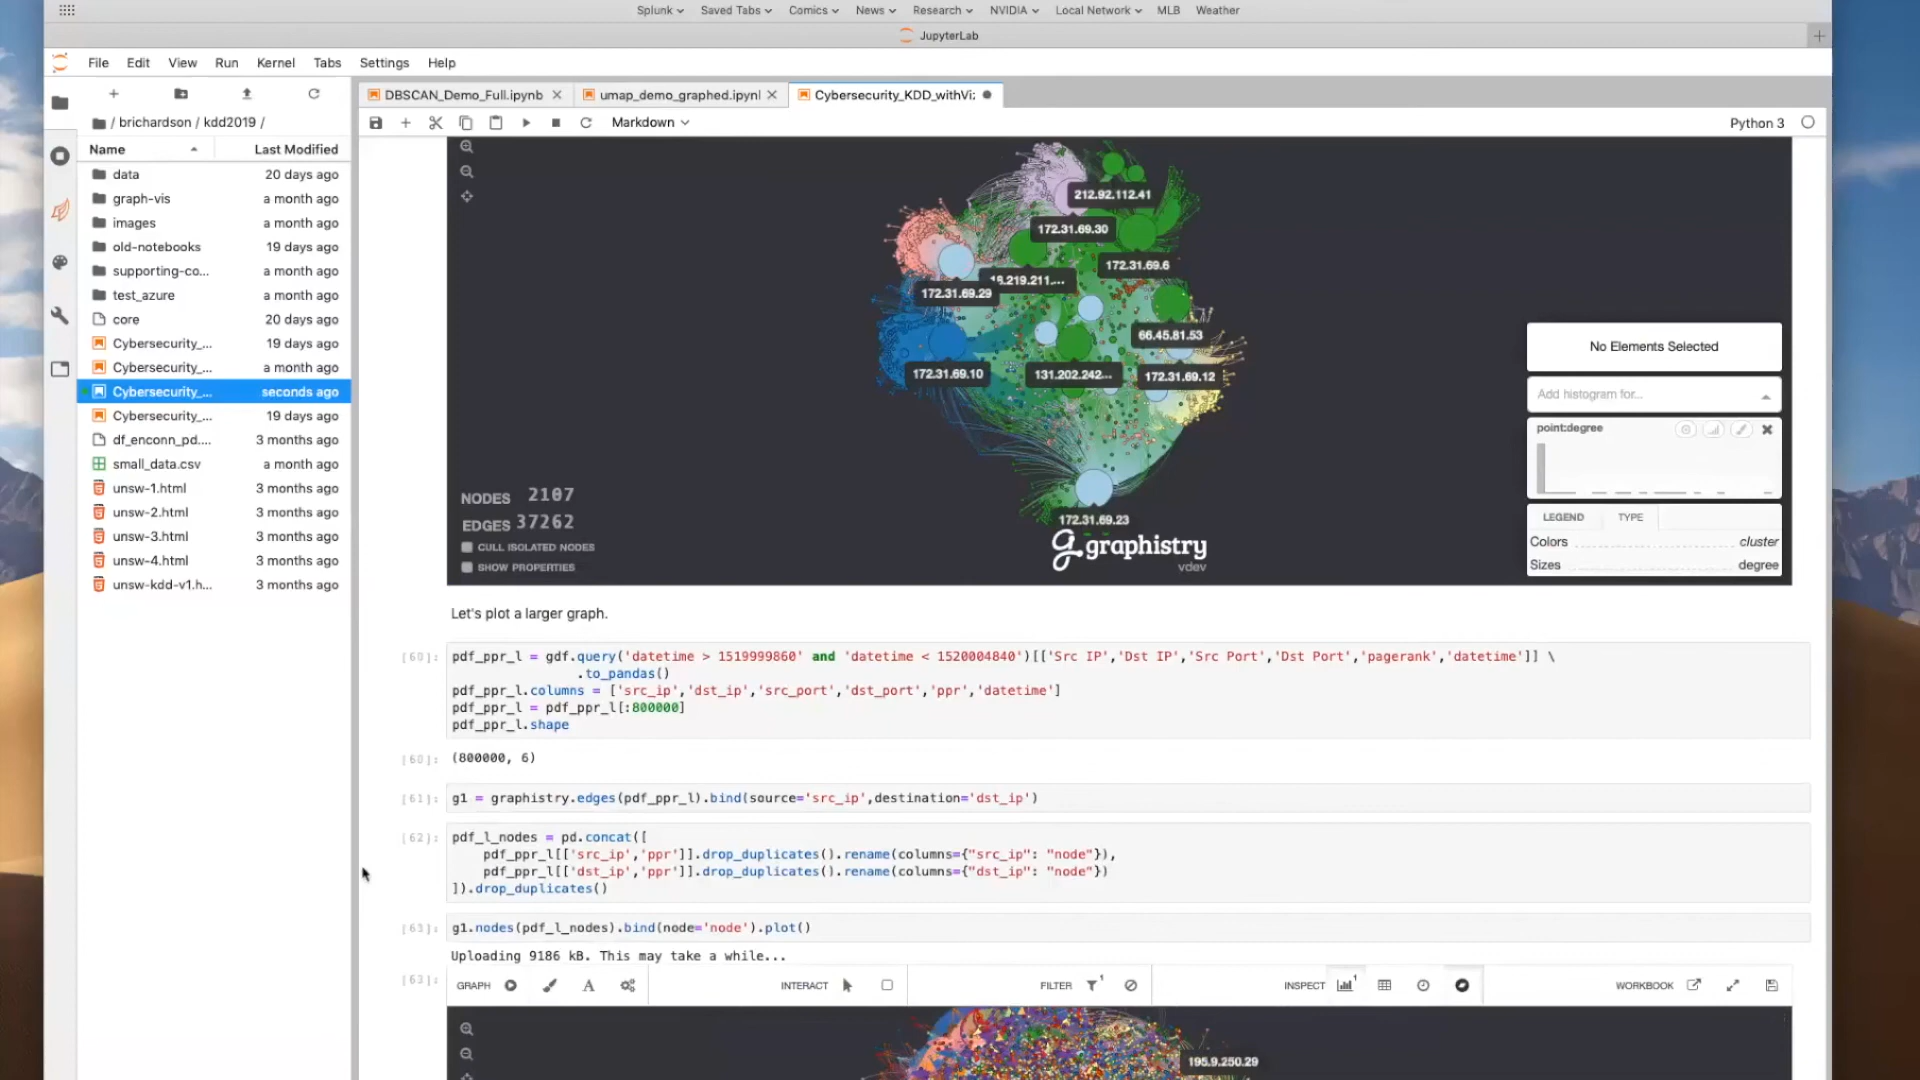 Splunk Saved Tabs Comics News Research NVIDIA Local Network MLB Weather
JupyterLab
File Edit View Run Kernel Tabs Settings Help
DBSCAN_Demo_Full.ipynb umap_demo_graphed.ipynl Cybersecurity_KDD_withVi:
/ brichardson / kdd2019 /
Markdown
Python 3
Name Last Modified
data 20 days ago
graph-vis a month ago
images a month ago
old-notebooks 19 days ago
supporting-co... a month ago
test_azure a month ago
core 20 days ago
Cybersecurity_... 19 days ago
Cybersecurity_... a month ago
Cybersecurity_... seconds ago
Cybersecurity_... 19 days ago
df_enconn_pd.... 3 months ago
small_data.csv a month ago
unsw-1.html 3 months ago
unsw-2.html 3 months ago
unsw-3.html 3 months ago
unsw-4.html 3 months ago
unsw-kdd-v1.h... 3 months ago
212.92.112.41
172.31.69.30
172.31.69.6
18.219.211....
172.31.69.29
66.45.81.53
172.31.69.10
131.202.242...
172.31.69.12
172.31.69.23
graphistry
vdev
NODES 2107
EDGES 37262
CULL ISOLATED NODES
SHOW PROPERTIES
No Elements Selected
Add histogram for...
point:degree
LEGEND TYPE
Colors cluster
Sizes degree
Let's plot a larger graph.
[60]: pdf_ppr_l = gdf.query('datetime > 1519999860' and 'datetime < 1520004840')[['Src IP','Dst IP','Src Port','Dst Port','pagerank','datetime']] \
.to_pandas()
pdf_ppr_l.columns = ['src_ip','dst_ip','src_port','dst_port','ppr','datetime']
pdf_ppr_l = pdf_ppr_l[:800000]
pdf_ppr_l.shape
[60]: (800000, 6)
[61]: g1 = graphistry.edges(pdf_ppr_l).bind(source='src_ip',destination='dst_ip')
[62]: pdf_l_nodes = pd.concat([
pdf_ppr_l[['src_ip','ppr']].drop_duplicates().rename(columns={"src_ip": "node"}),
pdf_ppr_l[['dst_ip','ppr']].drop_duplicates().rename(columns={"dst_ip": "node"})
]).drop_duplicates()
[63]: g1.nodes(pdf_l_nodes).bind(node='node').plot()
Uploading 9186 kB. This may take a while...
[63]: GRAPH A INTERACT FILTER 1 INSPECT 1 WORKBOOK
195.9.250.29